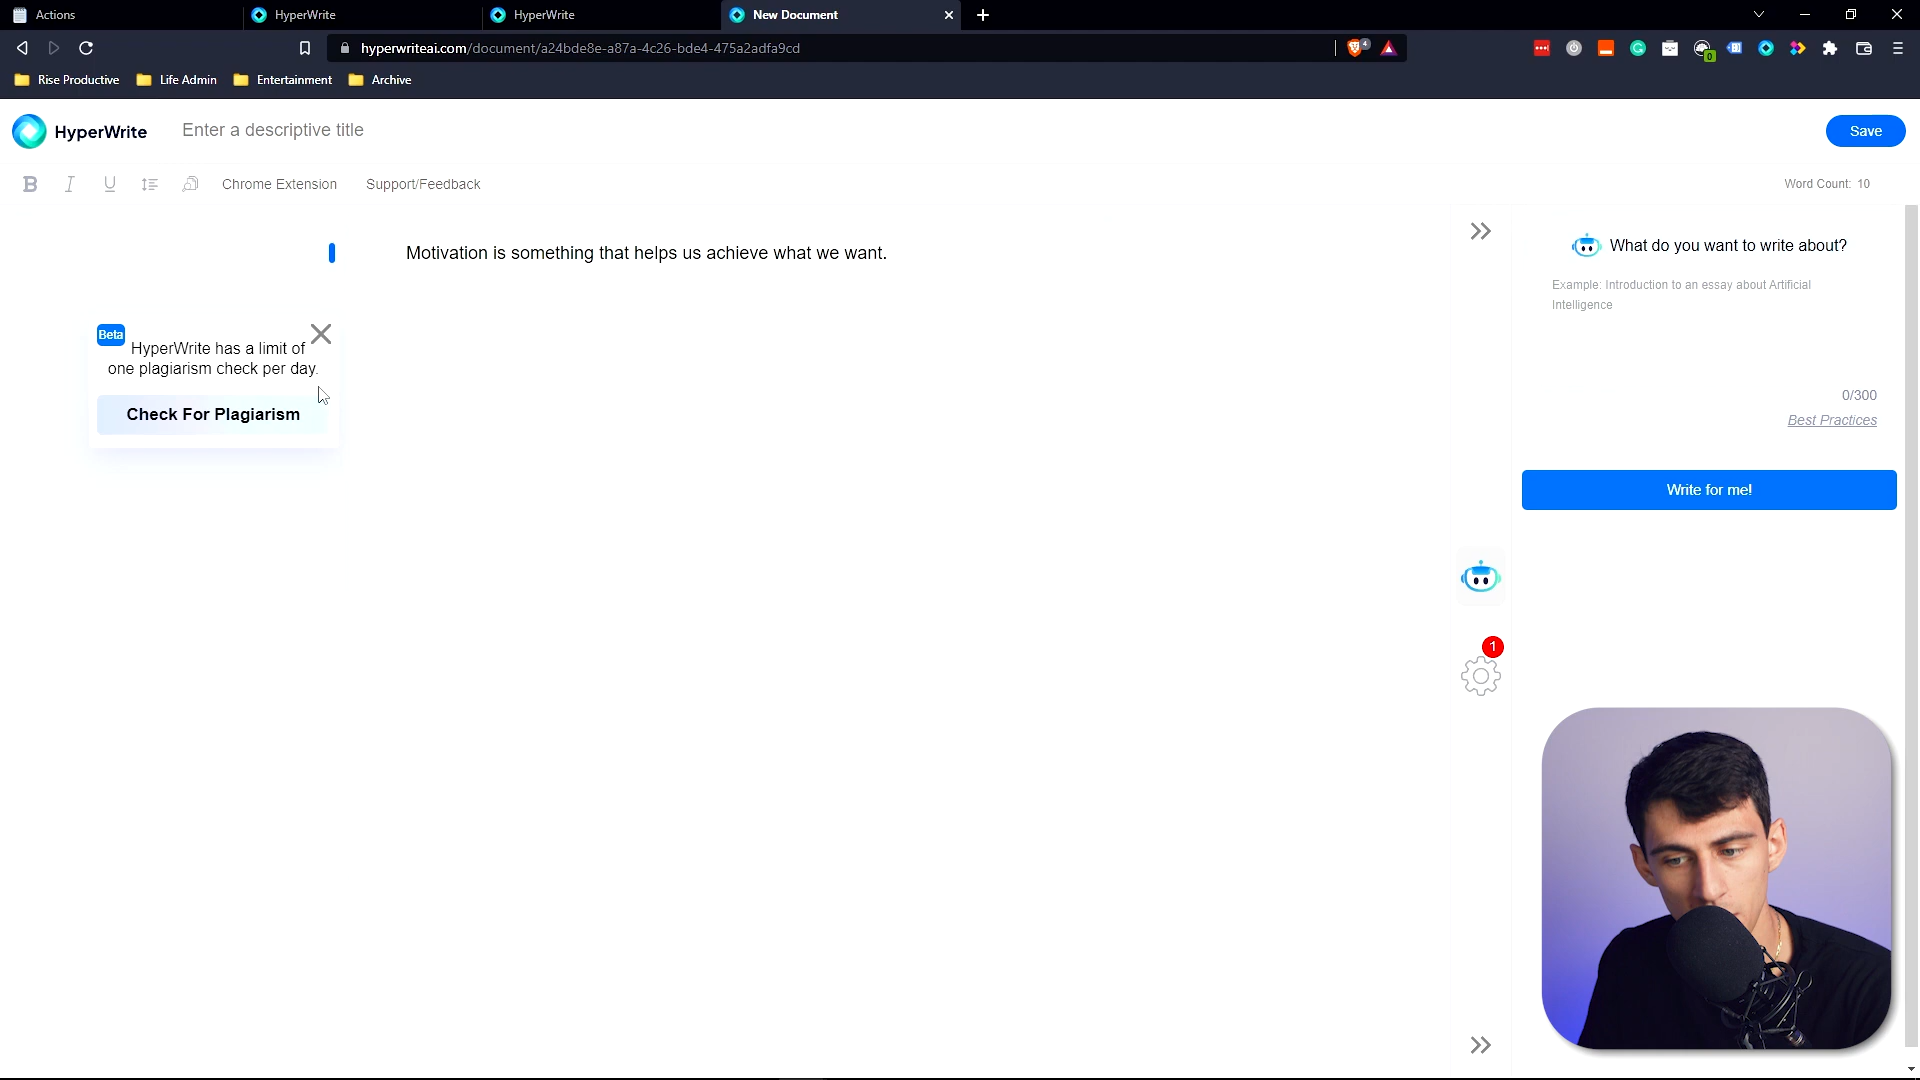 Actions
HyperWrite
HyperWrite
New Document
hyperwriteai.com/document/a24bde8e-a87a-4c26-bde4-475a2adfa9cd
4
0
Rise Productive
Life Admin
Entertainment
Archive
HyperWrite
Enter a descriptive title
Save
B
I
U
Chrome Extension
Support/Feedback
Word Count: 10
Motivation is something that helps us achieve what we want.
What do you want to write about?
Example: Introduction to an essay about Artificial
Intelligence
Beta
HyperWrite has a limit of
one plagiarism check per day.
Check For Plagiarism
0/300
Best Practices
Write for me!
1